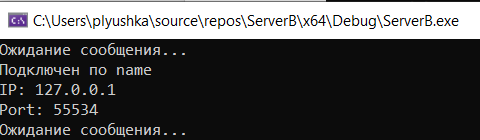 C:\Users\plyushka\source\repos\ServerB\x64\Debug\ServerB.exe
Ожидание сообщения...
Подключен по name
IP: 127.0.0.1
Port: 55534
Ожидание сообщения...